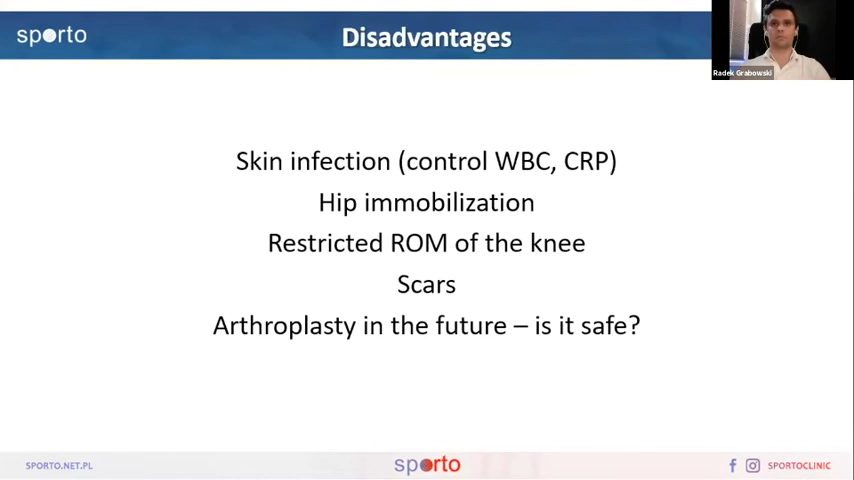 sporto
Disadvantages
Radek Grabowski
Skin infection (control WBC, CRP)
Hip immobilization
Restricted ROM of the knee
Scars
Arthroplasty in the future – is it safe?
SPORTO.NET.PL
sporto
SPORTOCLINIC